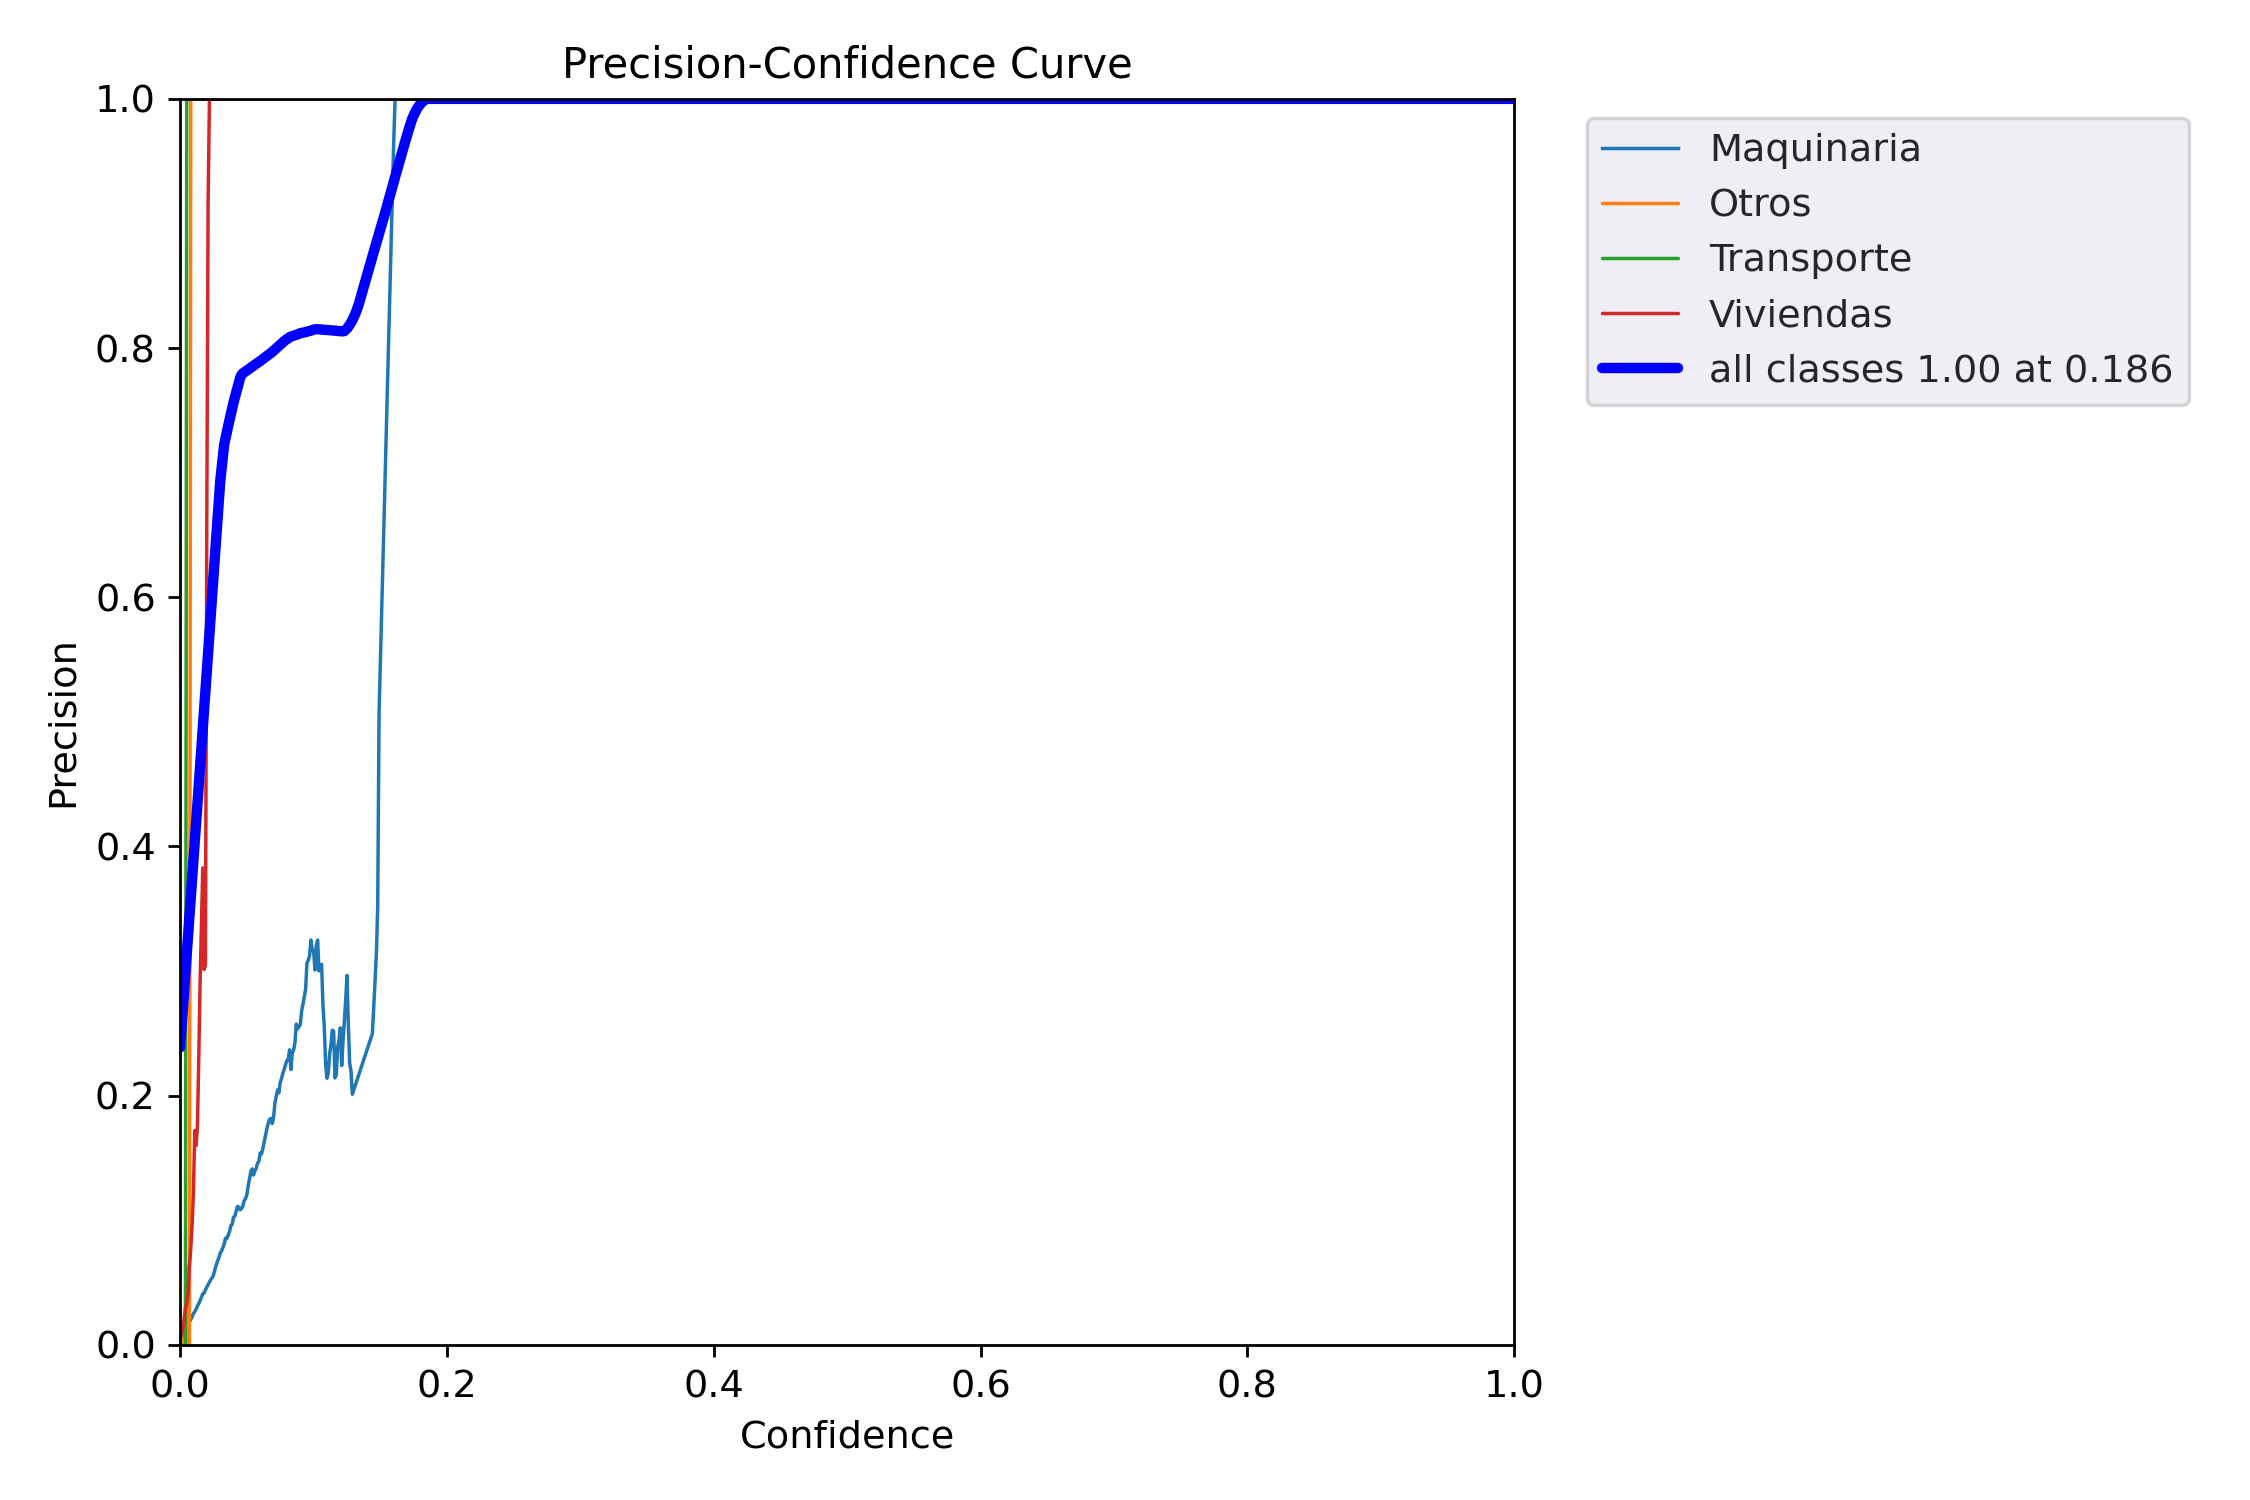 Precision-Confidence Curve
1.0
0.8
0.6
0.4
0.2
0.0
Precision
0.0 0.2 0.4 0.6 0.8 1.0
Confidence
Maquinaria
Otros
Transporte
Viviendas
all classes 1.00 at 0.186